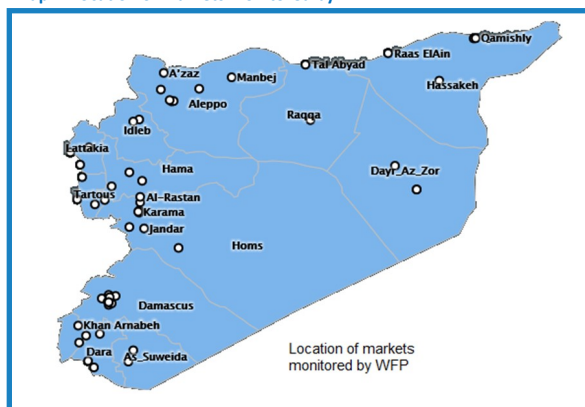 Qamishly
Raas ElAin
Tal Abyad
A'zaz
Manbej
Hassakeh
Aleppo
Raqqa
Idleb
Lattakia
Hama
Dayr_Az_Zor
Tartous
Al-Rastan
Karama
Jandar
Homs
Damascus
Khan Arnabeh
Dara
As_Suweida
Location of markets
monitored by WFP